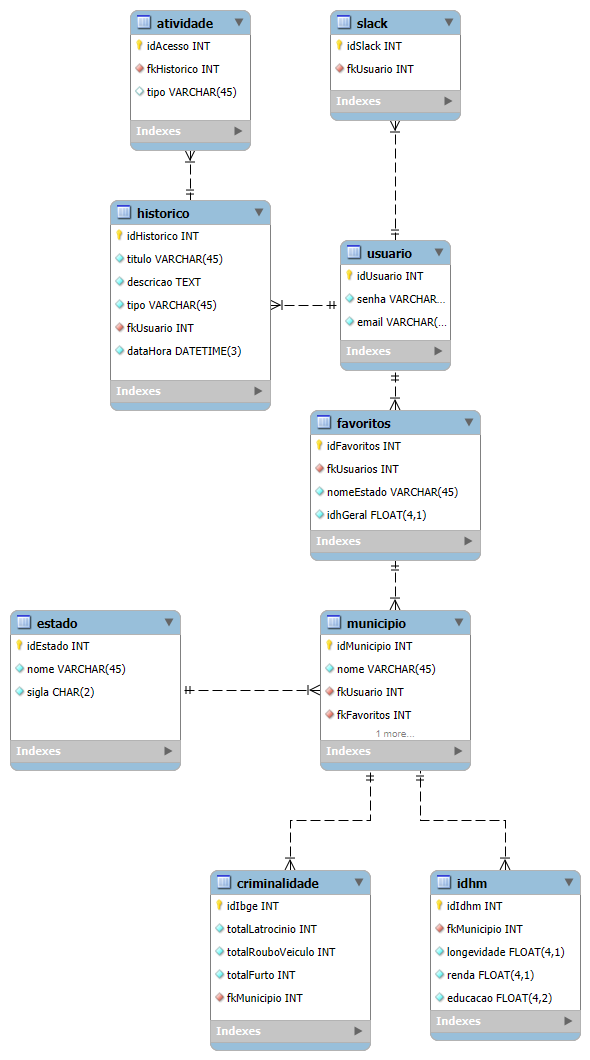 atividade
idAcesso INT
fkHistorico INT
tipo VARCHAR(45)
Indexes
slack
idSlack INT
fkUsuario INT
Indexes
historico
idHistorico INT
titulo VARCHAR(45)
descricao TEXT
tipo VARCHAR(45)
fkUsuario INT
dataHora DATETIME(3)
Indexes
usuario
idUsuario INT
senha VARCHAR...
email VARCHAR(...
Indexes
favoritos
idFavoritos INT
fkUsuarios INT
nomeEstado VARCHAR(45)
idhGeral FLOAT(4,1)
Indexes
estado
idEstado INT
nome VARCHAR(45)
sigla CHAR(2)
Indexes
municipio
idMunicipio INT
nome VARCHAR(45)
fkUsuario INT
fkFavoritos INT
1 more...
Indexes
criminalidade
idIbge INT
totalLatrocinio INT
totalRouboVeiculo INT
totalFurto INT
fkMunicipio INT
Indexes
idhm
idIdhm INT
fkMunicipio INT
longevidade FLOAT(4,1)
renda FLOAT(4,1)
educacao FLOAT(4,2)
Indexes